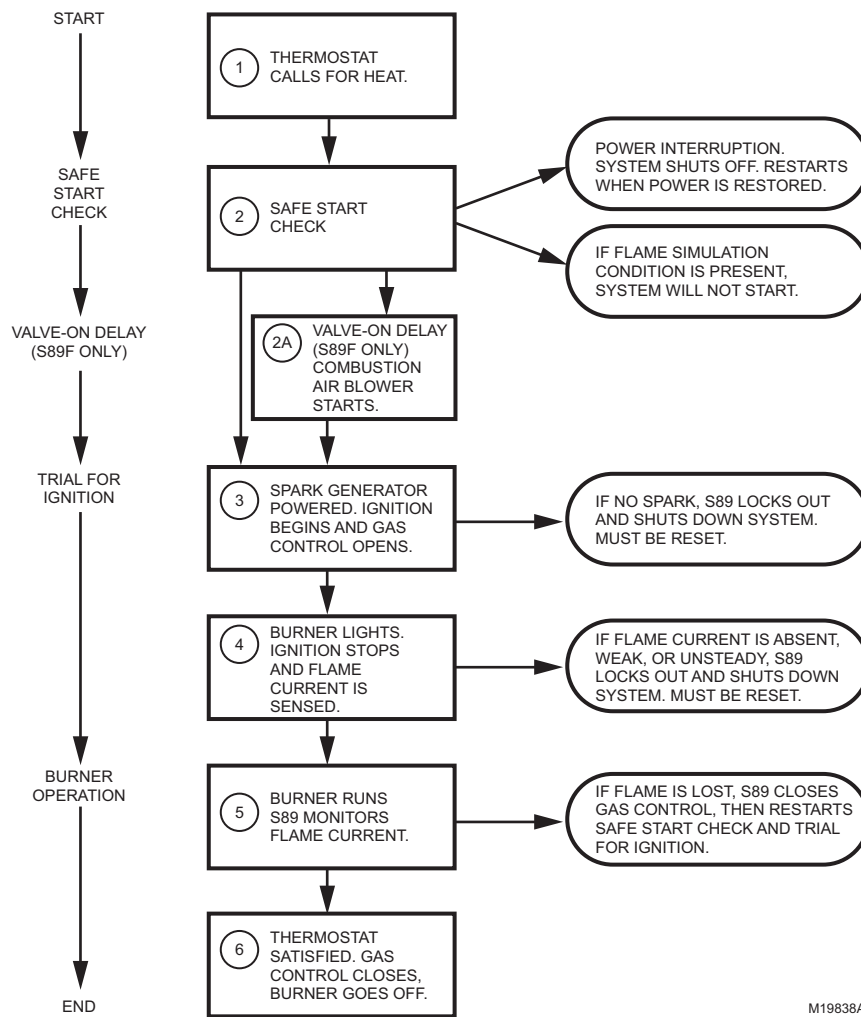 START
SAFE
START
CHECK
VALVE-ON DELAY
(S89F ONLY)
TRIAL FOR
IGNITION
BURNER
OPERATION
END
1
THERMOSTAT
CALLS FOR HEAT.
2
SAFE START
CHECK
POWER INTERRUPTION.
SYSTEM SHUTS OFF. RESTARTS
WHEN POWER IS RESTORED.
IF FLAME SIMULATION
CONDITION IS PRESENT,
SYSTEM WILL NOT START.
2A
VALVE-ON DELAY
(S89F ONLY)
COMBUSTION
AIR BLOWER
STARTS.
3
SPARK GENERATOR
POWERED. IGNITION
BEGINS AND GAS
CONTROL OPENS.
IF NO SPARK, S89 LOCKS OUT
AND SHUTS DOWN SYSTEM.
MUST BE RESET.
4
BURNER LIGHTS.
IGNITION STOPS
AND FLAME
CURRENT IS
SENSED.
IF FLAME CURRENT IS ABSENT,
WEAK, OR UNSTEADY, S89
LOCKS OUT AND SHUTS DOWN
SYSTEM. MUST BE RESET.
5
BURNER RUNS
S89 MONITORS
FLAME CURRENT.
IF FLAME IS LOST, S89 CLOSES
GAS CONTROL, THEN RESTARTS
SAFE START CHECK AND TRIAL
FOR IGNITION.
6
THERMOSTAT
SATISFIED. GAS
CONTROL CLOSES,
BURNER GOES OFF.
M19838A